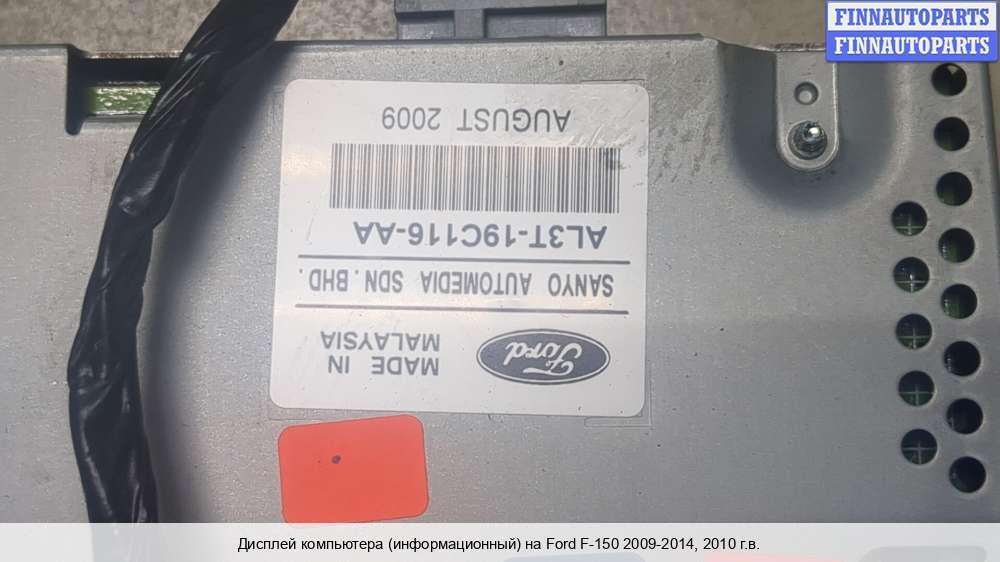 FINNAUTOPARTS
FINNAUTOPARTS
Ford
MADE IN
MALAYSIA
SANYO AUTOMEDIA SDN. BHD.
AL3T-19C116-AA
AUGUST 2009
Дисплей компьютера (информационный) на Ford F-150 2009-2014, 2010 г.в.